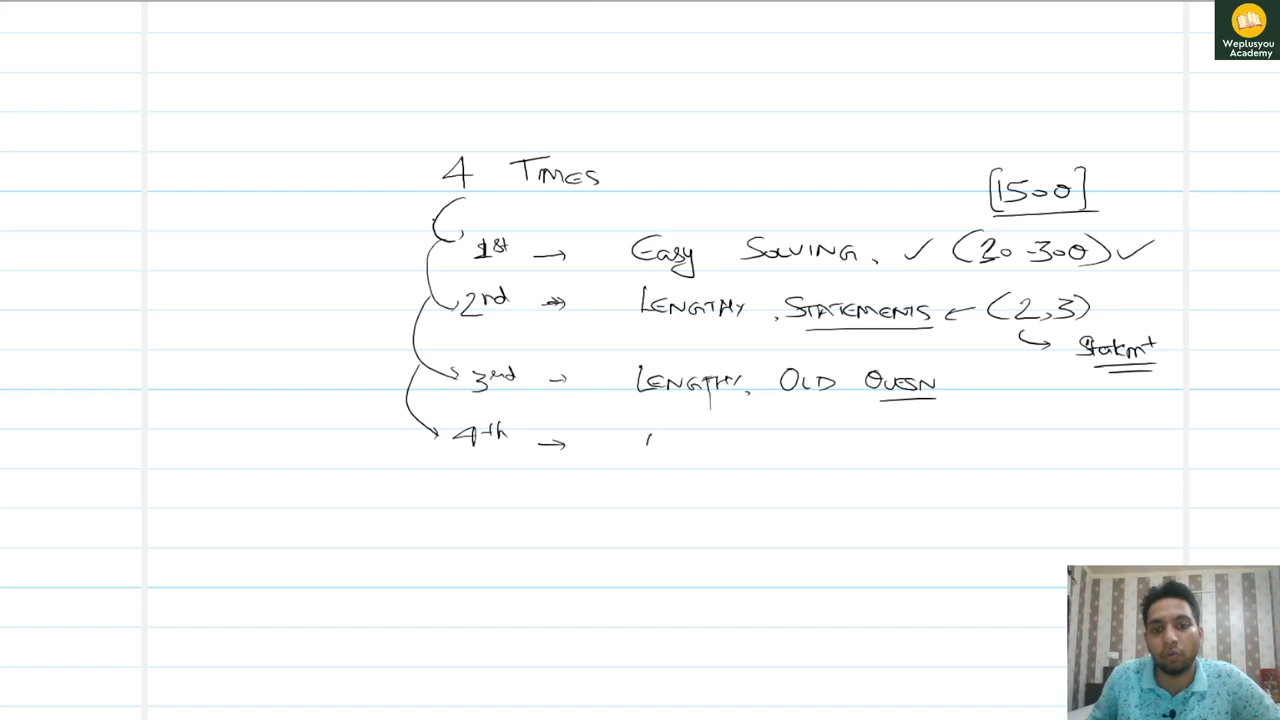 Weplusyou
Academy
4 TIMES
[1500]
1st → Easy SOLVING, ✓ (20-300) ✓
2nd → LENGTHY, STATEMENTS ← (2,3)
→ Statem+
3rd → LENGTHY, OLD QUESN
4th →